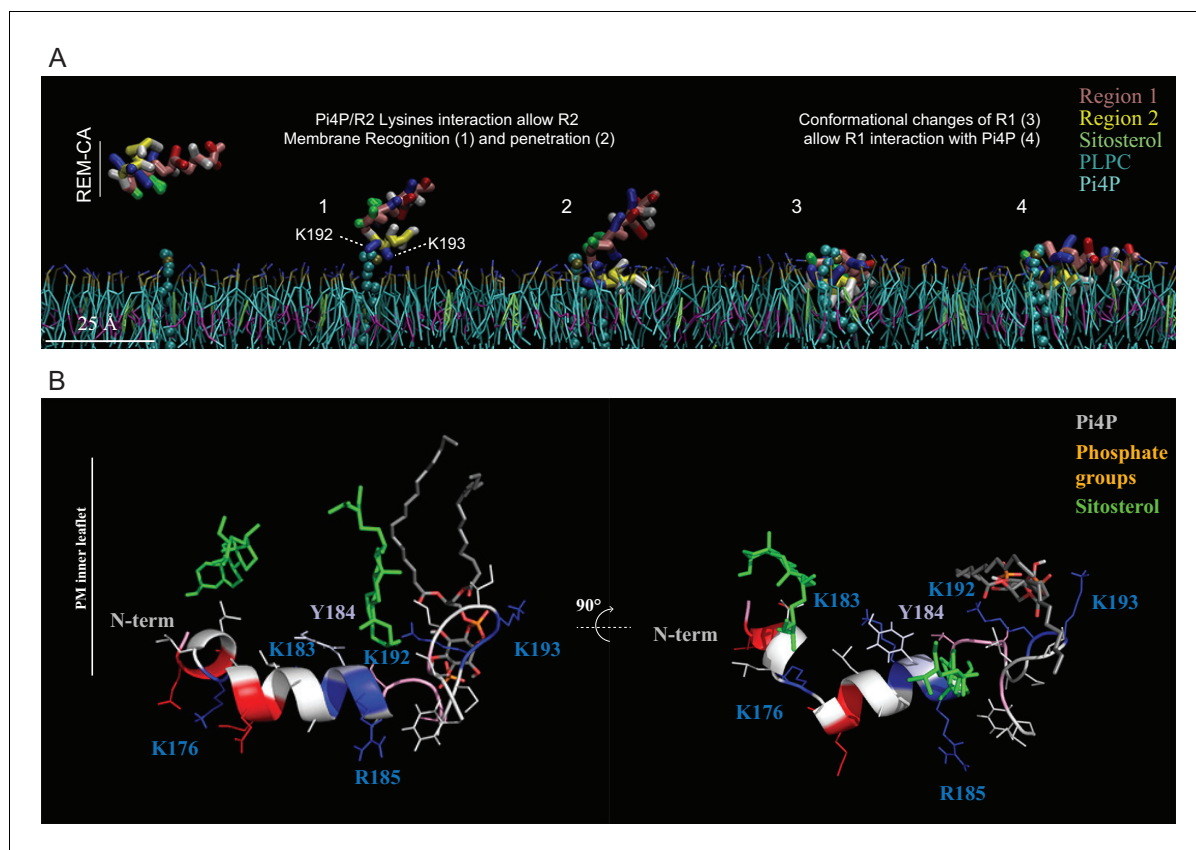 A
REM-CA
Pi4P/R2 Lysines interaction allow R2
Membrane Recognition (1) and penetration (2)
Conformational changes of R1 (3)
allow R1 interaction with Pi4P (4)
Region 1
Region 2
Sitosterol
PLPC
Pi4P
1
2
3
4
K192
K193
25 Å
B
PM inner leaflet
N-term
K183
Y184
K192
K193
K176
R185
90°
Pi4P
Phosphate
groups
Sitosterol
N-term
K183
Y184
K192
K193
K176
R185